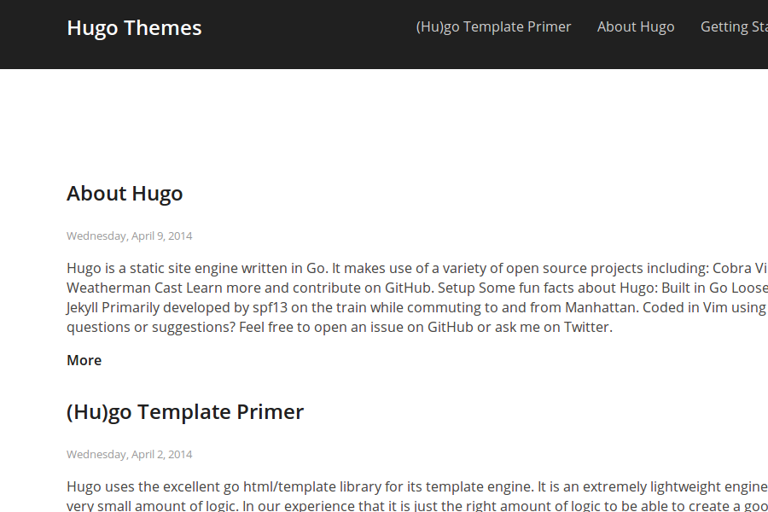 Hugo Themes
(Hu)go Template Primer About Hugo Getting
About Hugo
Wednesday, April 9, 2014
Hugo is a static site engine written in Go. It makes use of a variety of open source projects including: Cobra
Weatherman Cast Learn more and contribute on GitHub. Setup Some fun facts about Hugo: Built in Go Loose
Jekyll Primarily developed by spf13 on the train while commuting to and from Manhattan. Coded in Vim using
questions or suggestions? Feel free to open an issue on GitHub or ask me on Twitter.
More
(Hu)go Template Primer
Wednesday, April 2, 2014
Hugo uses the excellent go html/template library for its template engine. It is an extremely lightweight engine
very small amount of logic. In our experience that it is just the right amount of logic to be able to create a